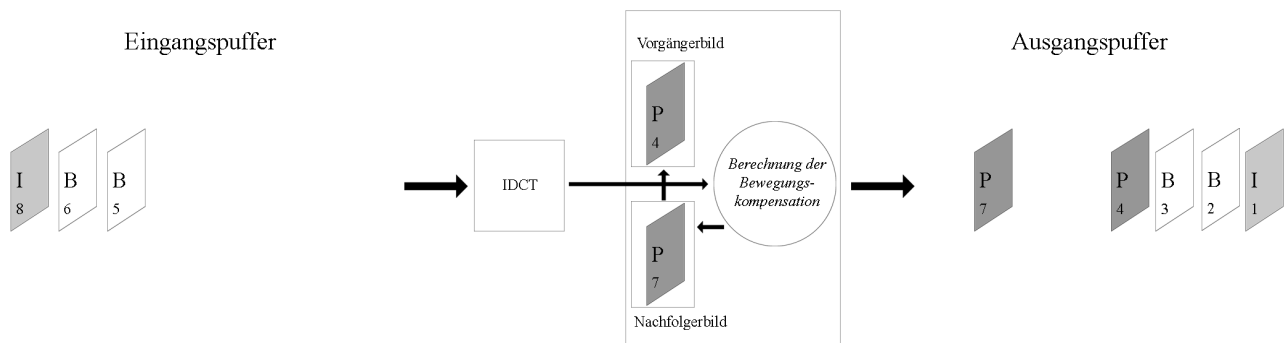 Eingangspuffer
I
8
B
6
B
5
IDCT
Vorgängerbild
P
4
Berechnung der
Bewegungs-
kompensation
P
7
Nachfolgerbild
Ausgangspuffer
P
7
P
4
B
3
B
2
I
1